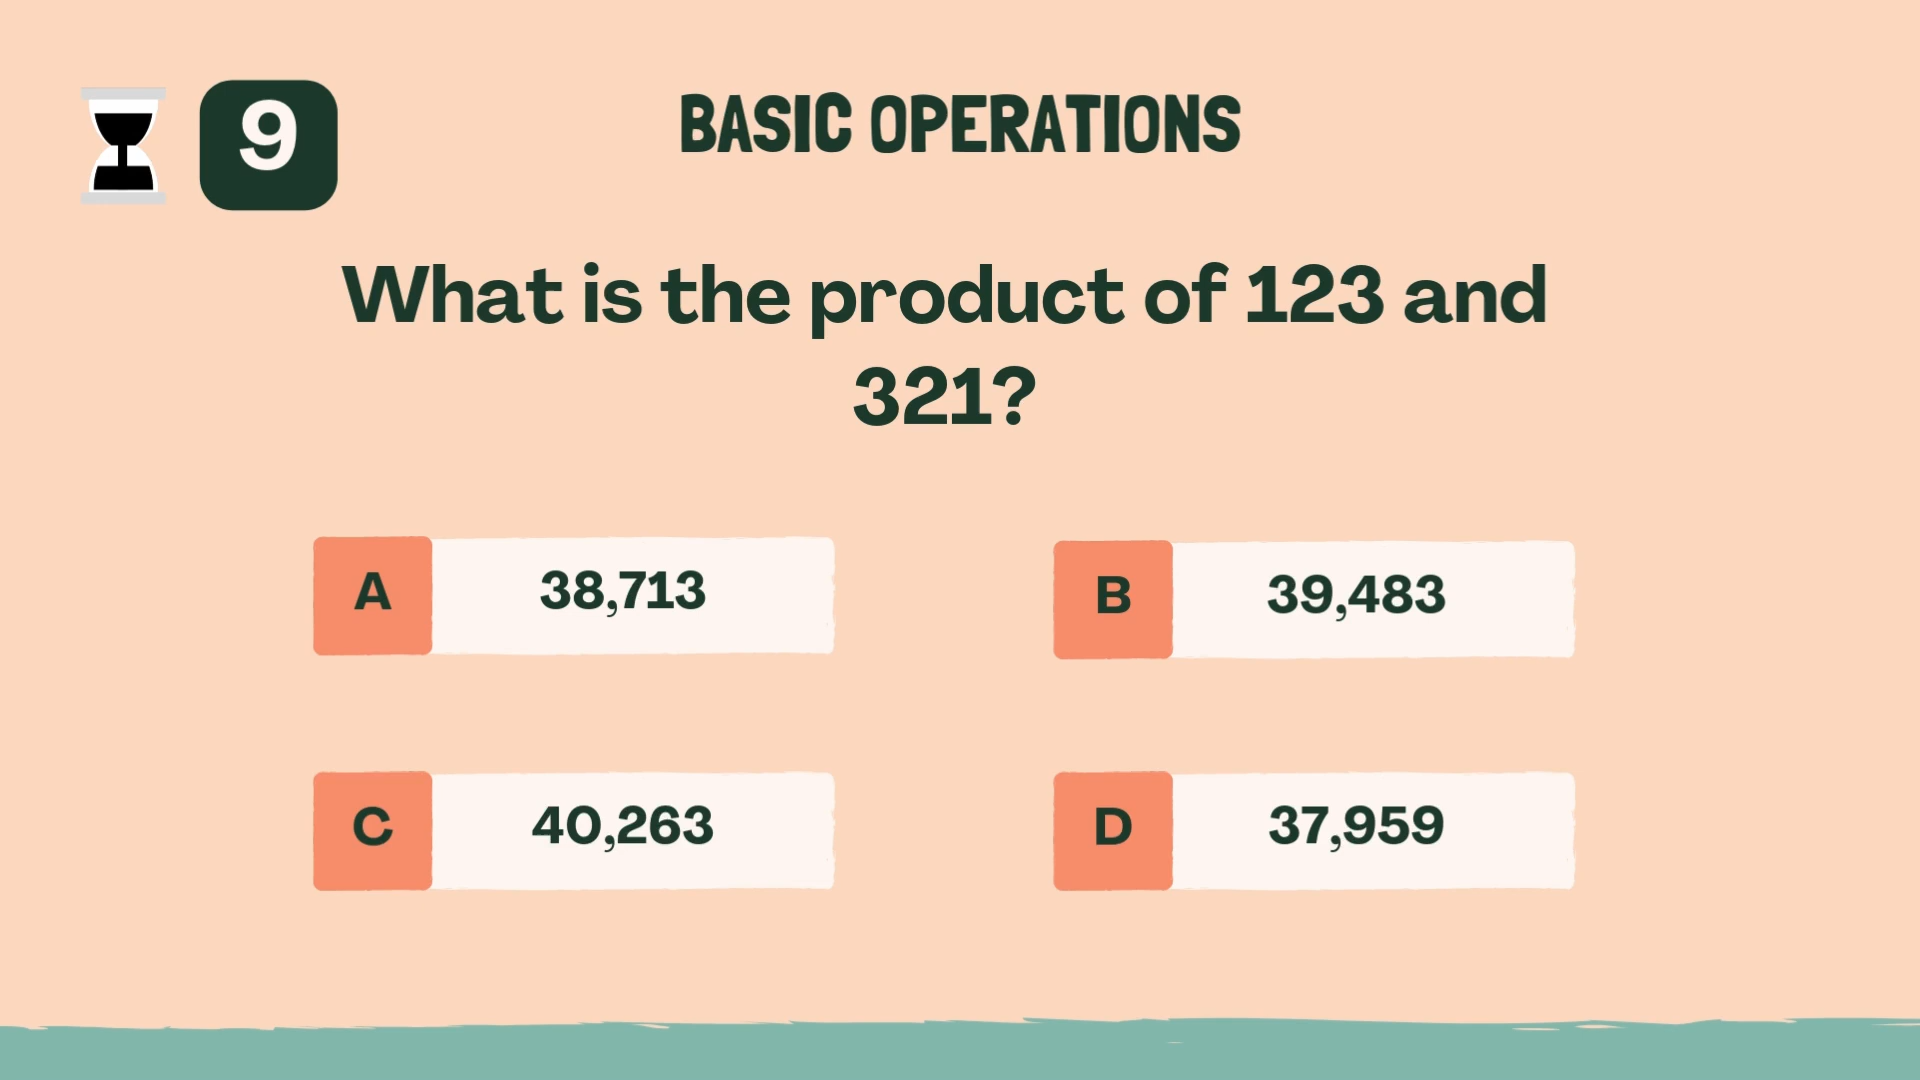 9
BASIC OPERATIONS
What is the product of 123 and
321?
A 38,713
B 39,483
C 40,263
D 37,959